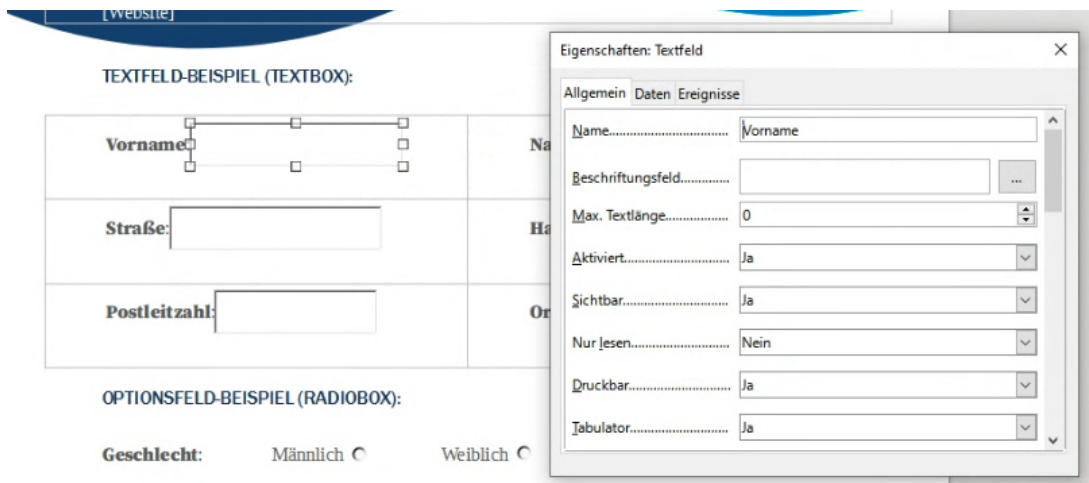 [Website]
TEXTFELD-BEISPIEL (TEXTBOX):
Vorname
Na
Straße:
Ha
Postleitzahl:
Or
OPTIONSFELD-BEISPIEL (RADIOBOX):
Geschlecht: Männlich Weiblich
Eigenschaften: Textfeld
Allgemein Daten Ereignisse
Name............................... Vorname
Beschriftungsfeld............. ...
Max. Textlänge.................. 0
Aktiviert............................ Ja
Sichtbar............................ Ja
Nur lesen........................... Nein
Druckbar........................... Ja
Tabulator........................... Ja